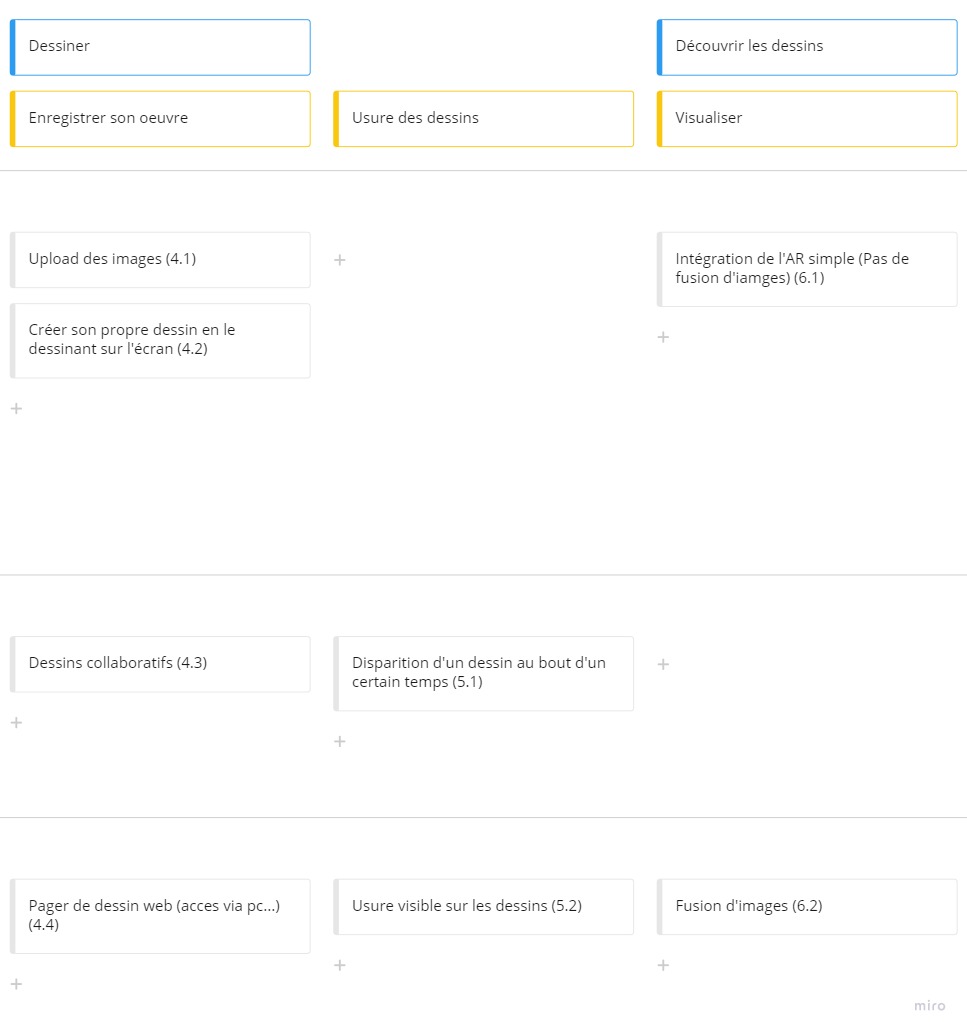 Dessiner
Découvrir les dessins
Enregistrer son oeuvre
Usure des dessins
Visualiser
Upload des images (4.1)
Intégration de l'AR simple (Pas de
fusion d'iamges) (6.1)
Créer son propre dessin en le
dessinant sur l'écran (4.2)
Dessins collaboratifs (4.3)
Disparition d'un dessin au bout d'un
certain temps (5.1)
Pager de dessin web (acces via pc...)
(4.4)
Usure visible sur les dessins (5.2)
Fusion d'images (6.2)
miro